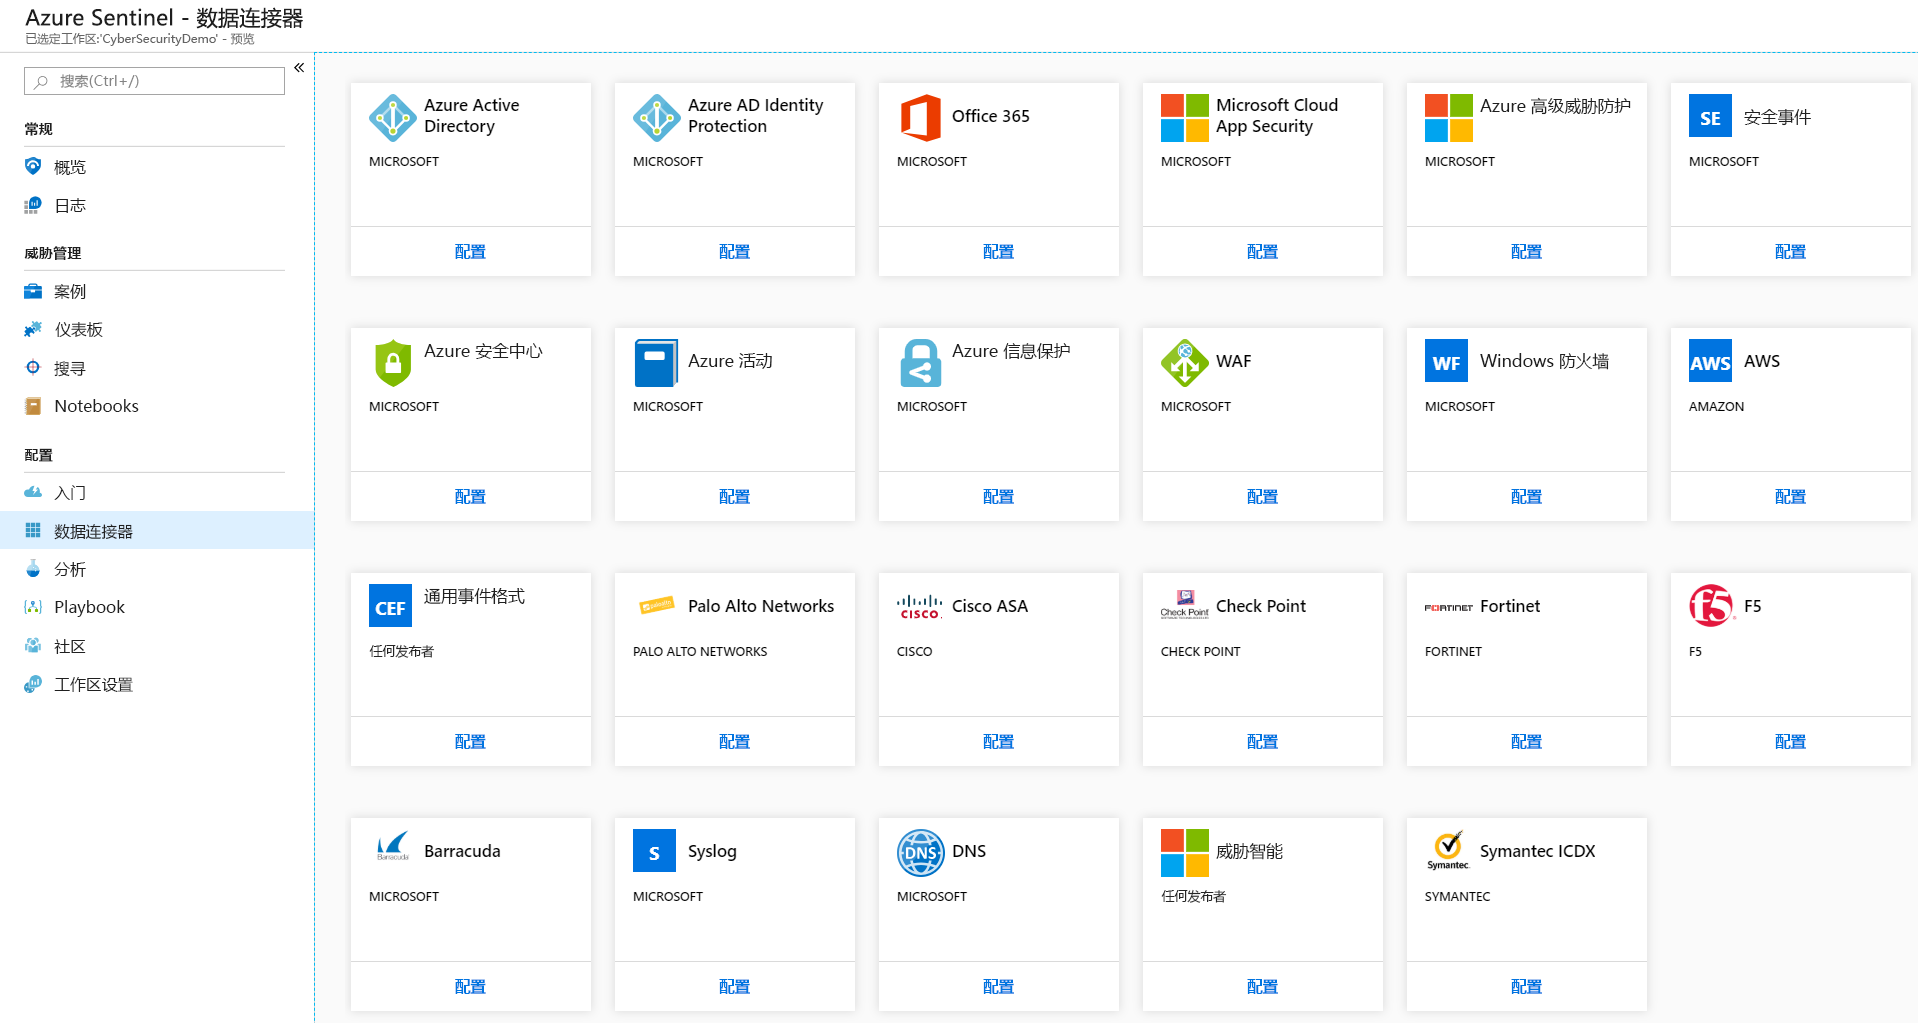 Azure Sentinel - 数据连接器
已选定工作区:'CyberSecurityDemo' - 预览
搜索(Ctrl+/)
«
常规
概览
日志
威胁管理
案例
仪表板
搜寻
Notebooks
配置
入门
数据连接器
分析
Playbook
社区
工作区设置
Azure Active
Directory
MICROSOFT
配置
Azure AD Identity
Protection
MICROSOFT
配置
Office 365
MICROSOFT
配置
Microsoft Cloud
App Security
MICROSOFT
配置
Azure 高级威胁防护
MICROSOFT
配置
SE
安全事件
MICROSOFT
配置
Azure 安全中心
MICROSOFT
配置
Azure 活动
MICROSOFT
配置
Azure 信息保护
MICROSOFT
配置
WAF
MICROSOFT
配置
WF
Windows 防火墙
MICROSOFT
配置
AWS
AWS
AMAZON
配置
CEF
通用事件格式
任何发布者
配置
paloalto
Palo Alto Networks
PALO ALTO NETWORKS
配置
CISCO
Cisco ASA
CISCO
配置
Check Point
Check Point
CHECK POINT
配置
FORTINET
Fortinet
FORTINET
配置
f5
F5
F5
配置
Barracuda
Barracuda
MICROSOFT
配置
S
Syslog
MICROSOFT
配置
DNS
DNS
MICROSOFT
配置
威胁智能
任何发布者
配置
Symantec
Symantec ICDX
SYMANTEC
配置